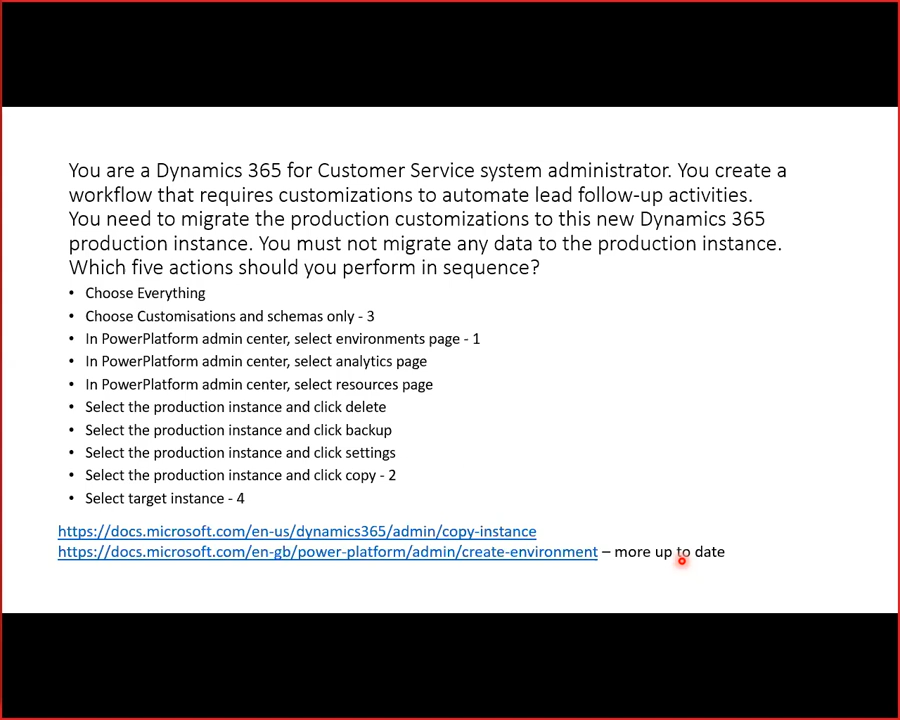 You are a Dynamics 365 for Customer Service system administrator. You create a
workflow that requires customizations to automate lead follow-up activities.
You need to migrate the production customizations to this new Dynamics 365
production instance. You must not migrate any data to the production instance.
Which five actions should you perform in sequence?
• Choose Everything
• Choose Customisations and schemas only - 3
• In PowerPlatform admin center, select environments page - 1
• In PowerPlatform admin center, select analytics page
• In PowerPlatform admin center, select resources page
• Select the production instance and click delete
• Select the production instance and click backup
• Select the production instance and click settings
• Select the production instance and click copy - 2
• Select target instance - 4
https://docs.microsoft.com/en-us/dynamics365/admin/copy-instance
https://docs.microsoft.com/en-gb/power-platform/admin/create-environment – more up to date